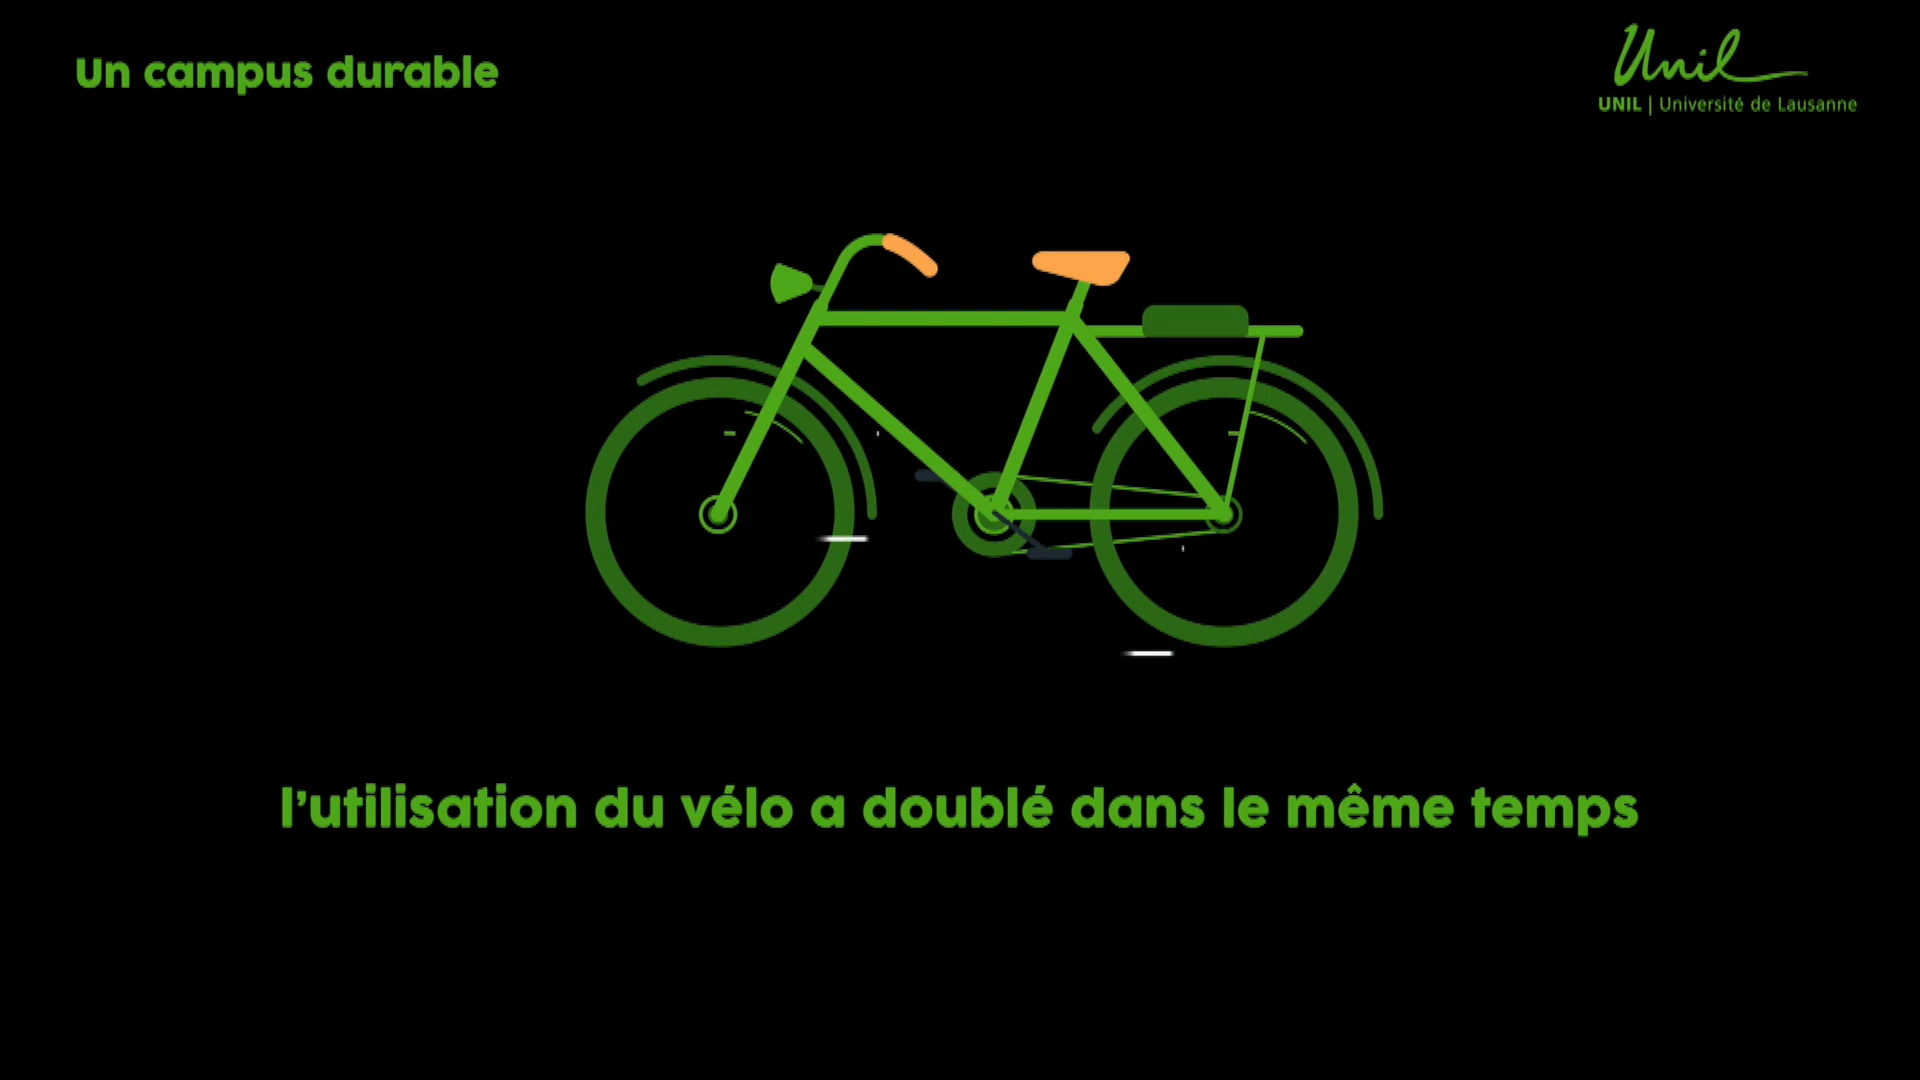 Un campus durable
Unil
UNIL | Université de Lausanne
l’utilisation du vélo a doublé dans le même temps